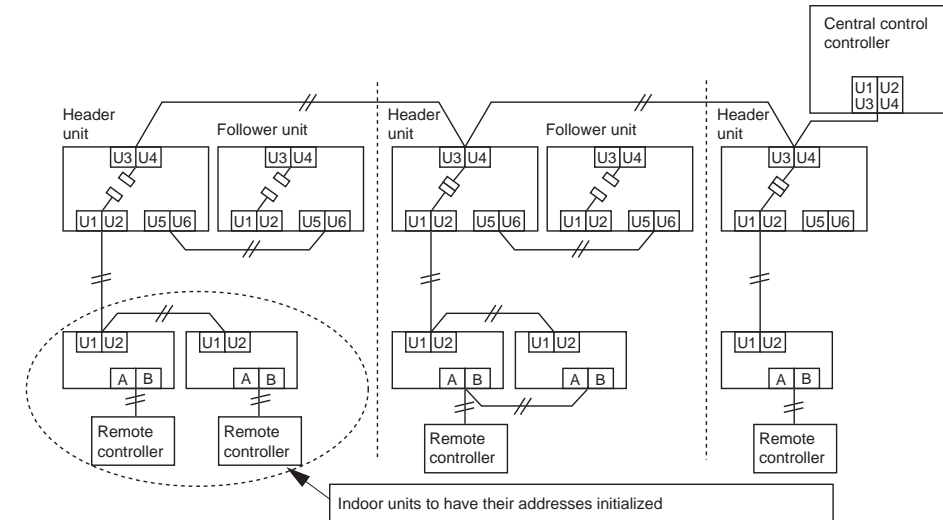 Central control
controller
U1 U2
U3 U4
Header
unit
Follower unit
Header
unit
Follower unit
Header
unit
U3 U4
U3 U4
U3 U4
U3 U4
U3 U4
U1 U2
U5 U6
U1 U2
U5 U6
U1 U2
U5 U6
U1 U2
U5 U6
U1 U2
U5 U6
U1 U2
U1 U2
U1 U2
U1 U2
U1 U2
A B
A B
A B
A B
A B
Remote
controller
Remote
controller
Remote
controller
Remote
controller
Indoor units to have their addresses initialized